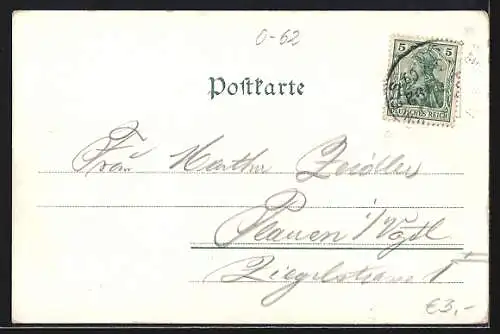 0-62
5 5
DEUTSCHES REICH
Postkarte
Frau Martha Zeidler
Plauen i/Vogtl
Ziegelstrasse 1
€3,-